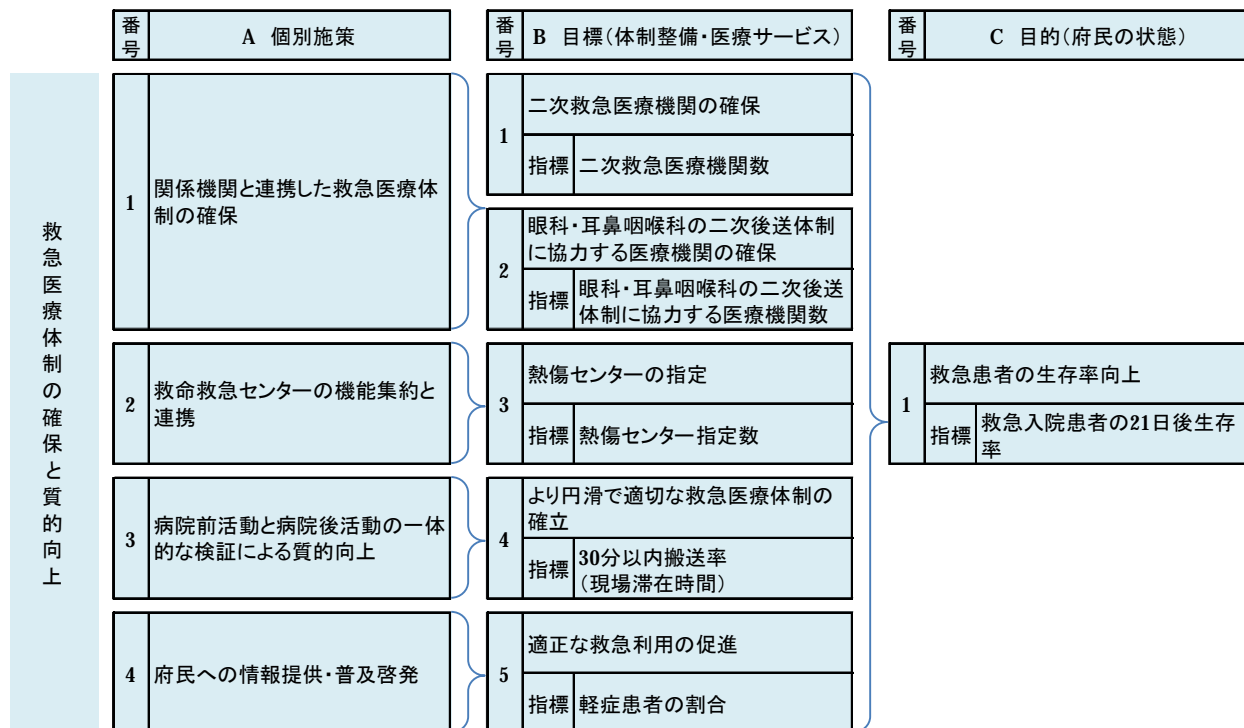 番号
A 個別施策
番号
B 目標(体制整備・医療サービス)
番号
C 目的(府民の状態)
救急医療体制の確保と質的向上
1
関係機関と連携した救急医療体
制の確保
2
救命救急センターの機能集約と
連携
3
病院前活動と病院後活動の一体
的な検証による質的向上
4
府民への情報提供・普及啓発
1
二次救急医療機関の確保
指標
二次救急医療機関数
2
眼科・耳鼻咽喉科の二次後送体制
に協力する医療機関の確保
指標
眼科・耳鼻咽喉科の二次後送
体制に協力する医療機関数
3
熱傷センターの指定
指標
熱傷センター指定数
4
より円滑で適切な救急医療体制の
確立
指標
30分以内搬送率
(現場滞在時間)
5
適正な救急利用の促進
指標
軽症患者の割合
1
救急患者の生存率向上
指標
救急入院患者の21日後生存
率